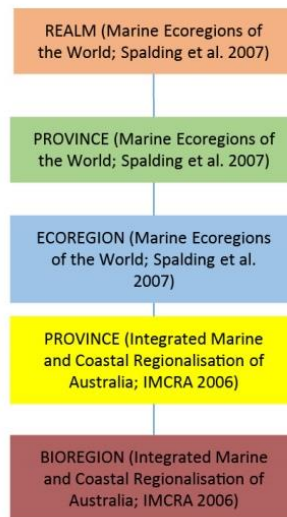 REALM (Marine Ecoregions of
the World; Spalding et al. 2007)
PROVINCE (Marine Ecoregions of
the World; Spalding et al. 2007)
ECOREGION (Marine Ecoregions
of the World; Spalding et al.
2007)
PROVINCE (Integrated Marine
and Coastal Regionalisation of
Australia; IMCRA 2006)
BIOREGION (Integrated Marine
and Coastal Regionalisation of
Australia; IMCRA 2006)